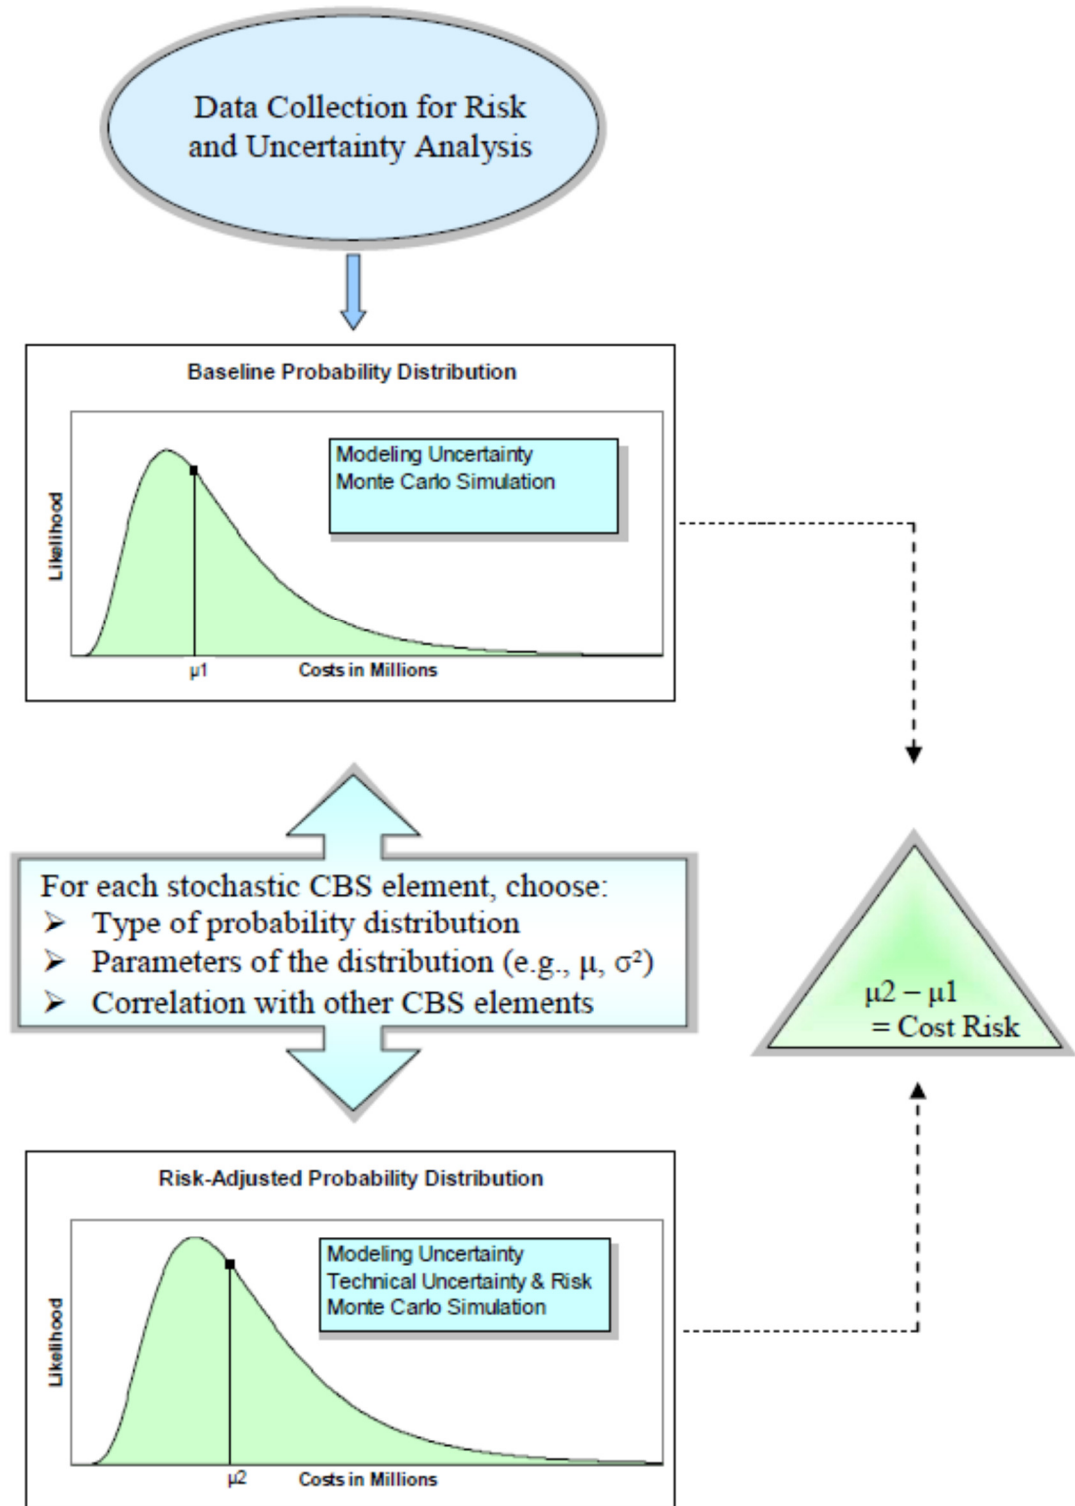 Data Collection for Risk
and Uncertainty Analysis
Baseline Probability Distribution
Modeling Uncertainty
Monte Carlo Simulation
Likelihood
μ1
Costs in Millions
For each stochastic CBS element, choose:
➢ Type of probability distribution
➢ Parameters of the distribution (e.g., μ, σ²)
➢ Correlation with other CBS elements
μ2 – μ1
= Cost Risk
Risk-Adjusted Probability Distribution
Modeling Uncertainty
Technical Uncertainty & Risk
Monte Carlo Simulation
Likelihood
μ2
Costs in Millions